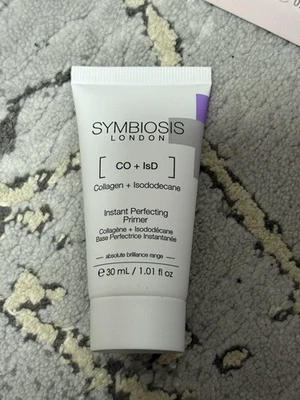 SYMBIOSIS
LONDON
[ CO + IsD ]
Collagen + Isododecane
Instant Perfecting
Primer
Collagène + Isododécane
Base Perfectrice Instantanée
absolute brilliance range
℮ 30 mL / 1.01 fl oz